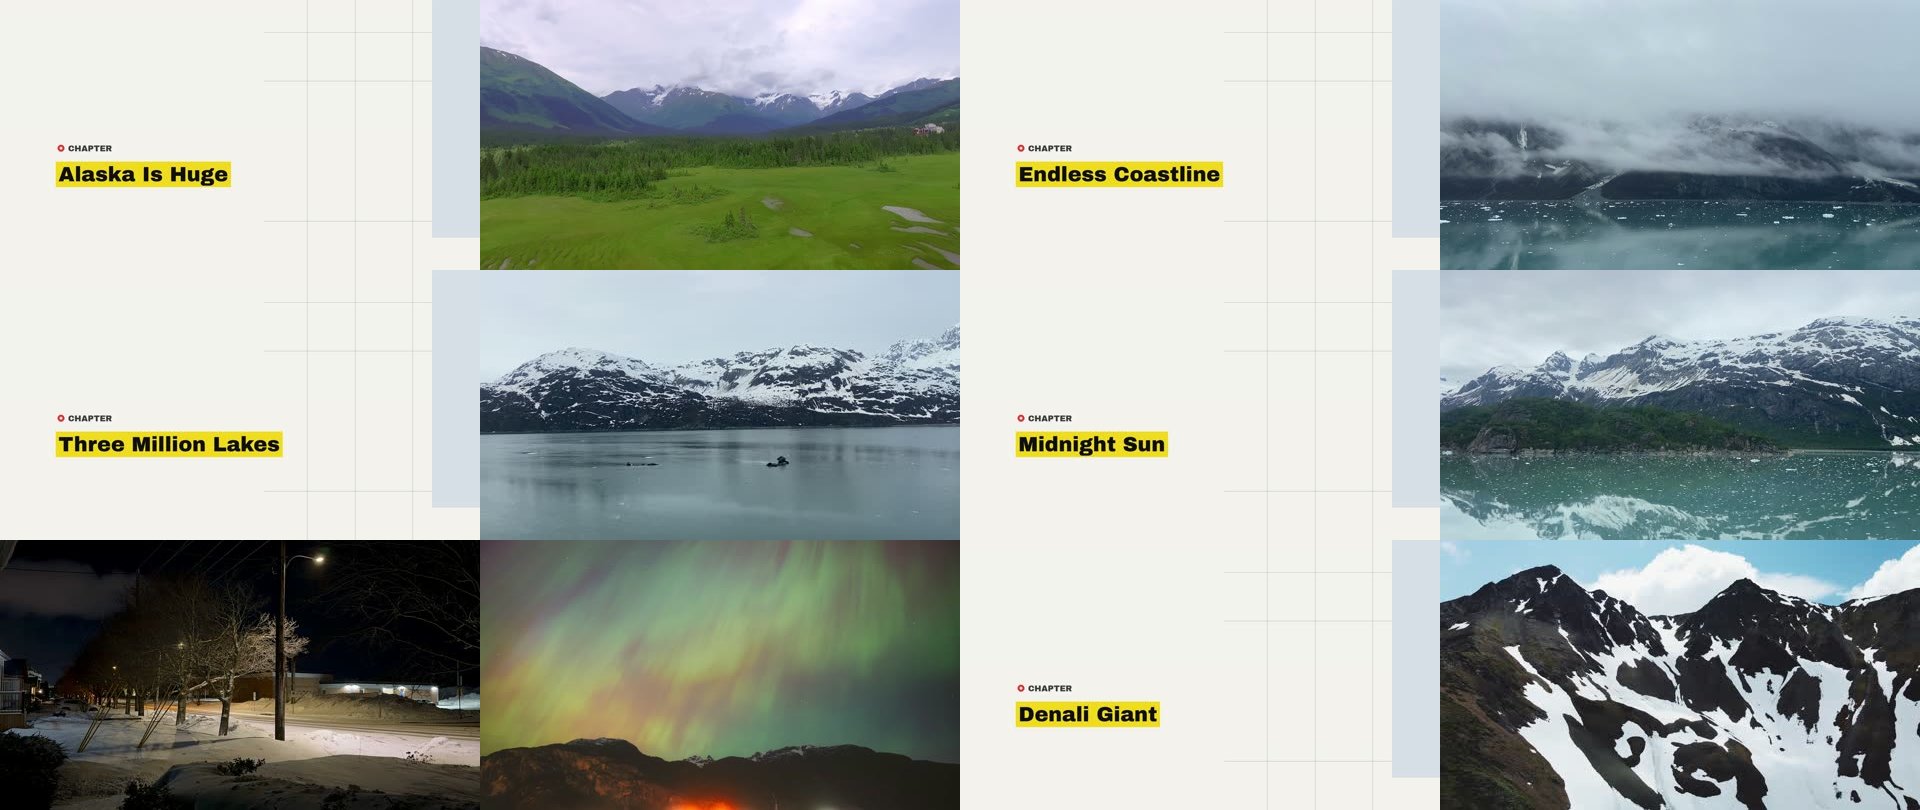 CHAPTER
Alaska Is Huge
CHAPTER
Endless Coastline
CHAPTER
Three Million Lakes
CHAPTER
Midnight Sun
CHAPTER
Denali Giant